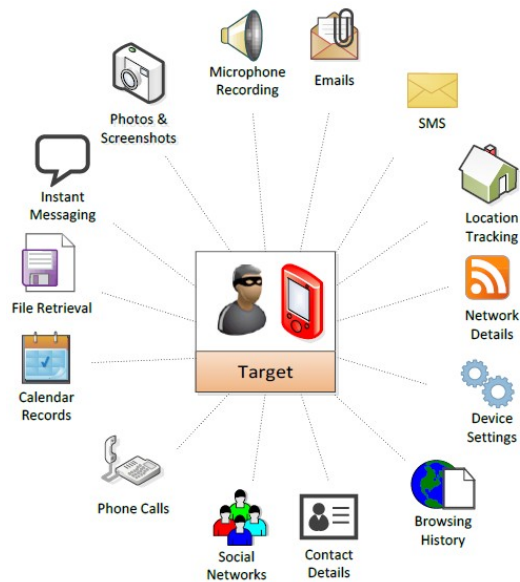 Microphone
Recording
Emails
Photos &
Screenshots
SMS
Instant
Messaging
Location
Tracking
File Retrieval
Network
Details
Target
Calendar
Records
Device
Settings
Phone Calls
Browsing
History
Social
Networks
Contact
Details